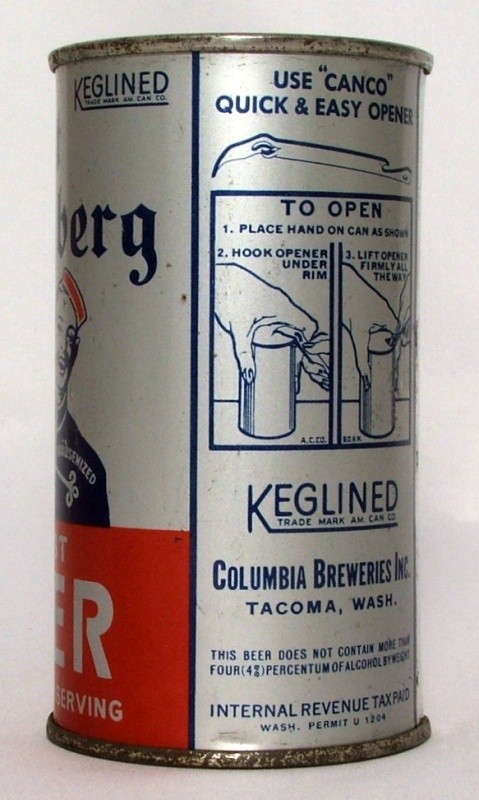 KEGLINED
TRADE MARK AM. CAN CO.
berg
SERVING
USE "CANCO"
QUICK & EASY OPENER
TO OPEN
1. PLACE HAND ON CAN AS SHOWN
2. HOOK OPENER
UNDER
RIM
3. LIFT OPENER
FIRMLY ALL
THE WAY
A.C.CO.
KEGLINED
TRADE MARK AM. CAN CO
COLUMBIA BREWERIES INC.
TACOMA, WASH.
THIS BEER DOES NOT CONTAIN MORE THAN
FOUR (4%) PERCENTUM OF ALCOHOL BY WEIGHT
INTERNAL REVENUE TAX PAID
WASH. PERMIT U 1204